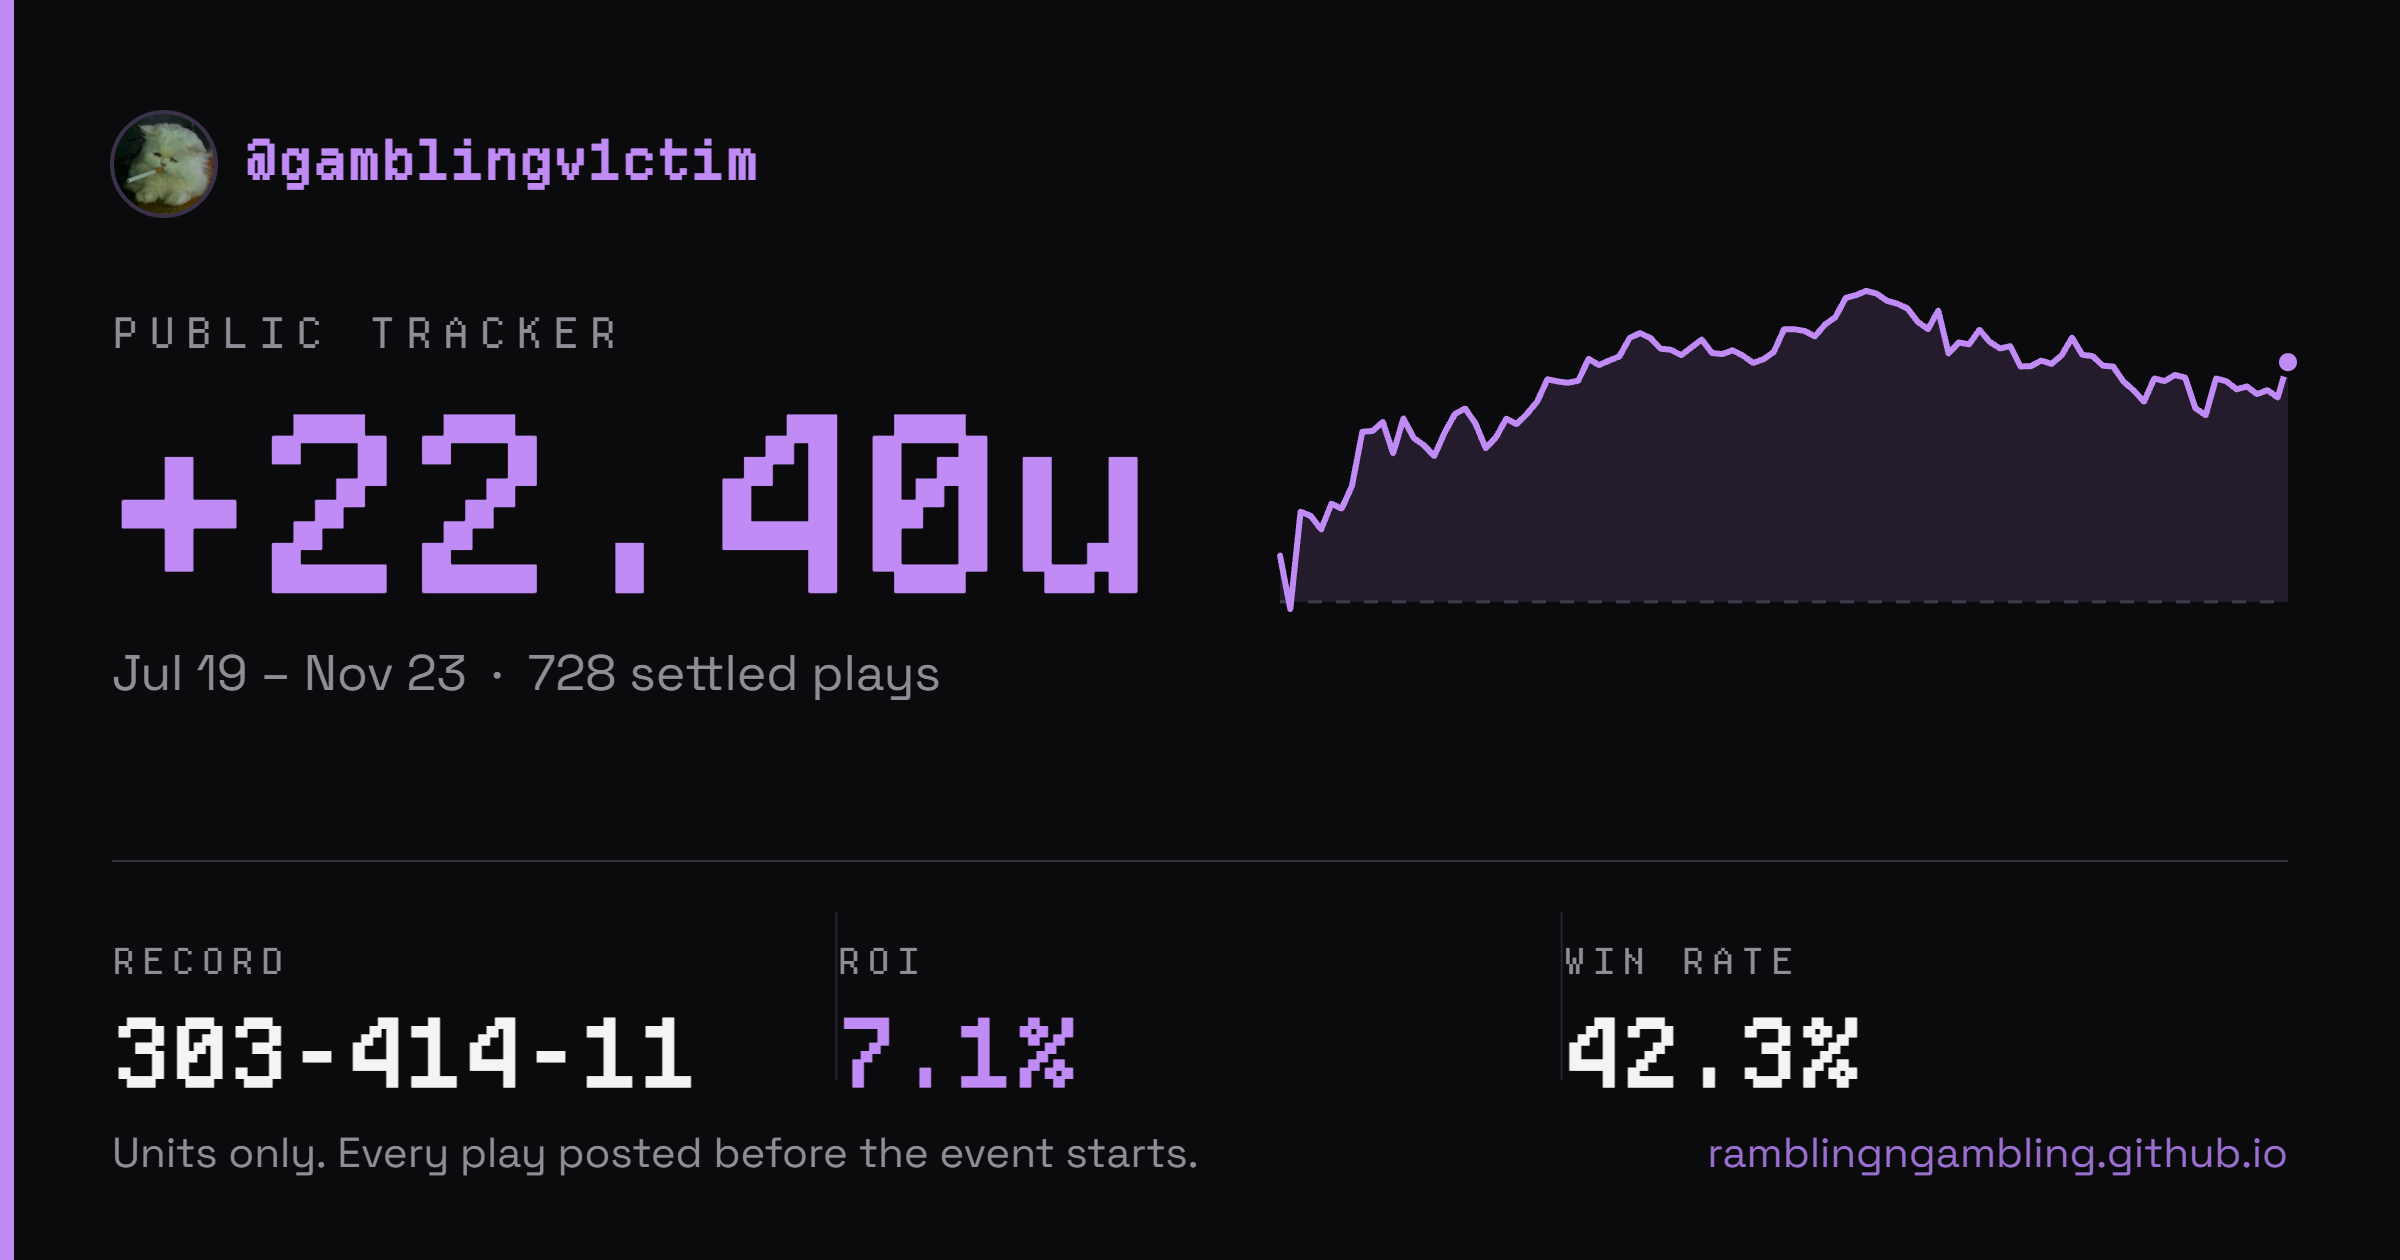 @gamblingv1ctim
PUBLIC TRACKER
+22.40u
Jul 19 – Nov 23 · 728 settled plays
RECORD
303-414-11
ROI
7.1%
WIN RATE
42.3%
Units only. Every play posted before the event starts.
ramblingngambling.github.io